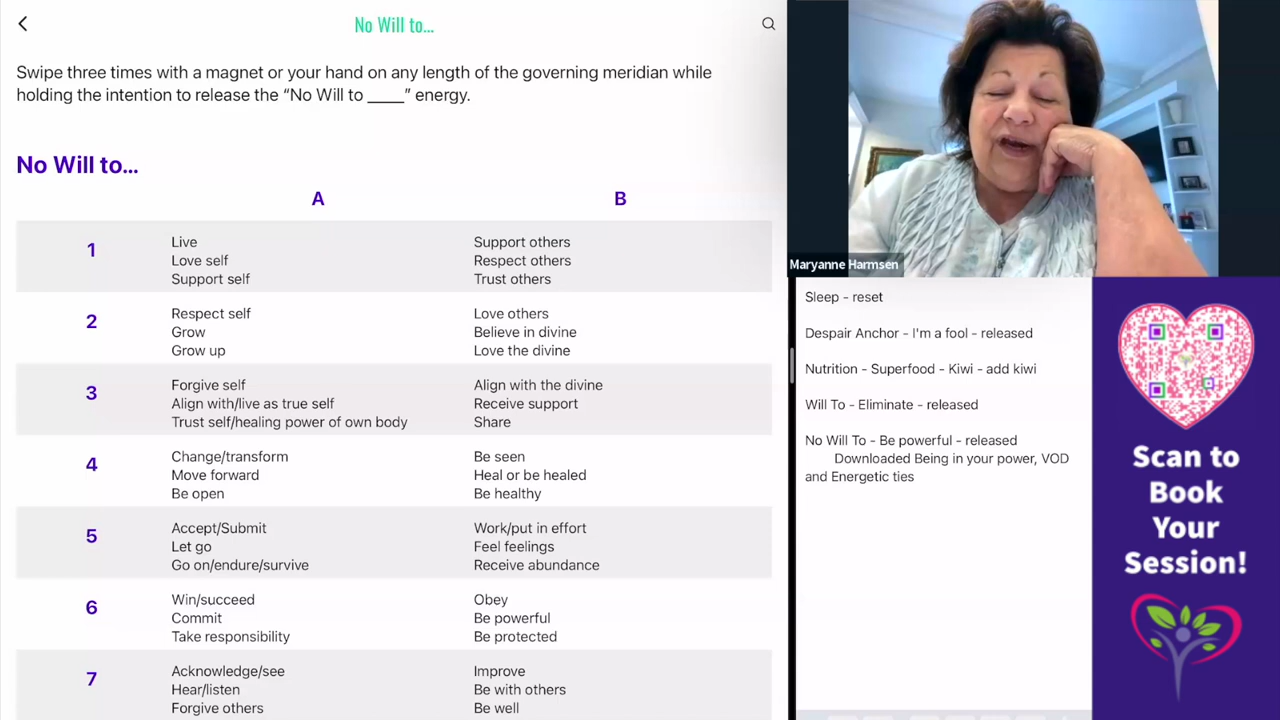 No Will to...
Swipe three times with a magnet or your hand on any length of the governing meridian while
holding the intention to release the “No Will to ____” energy.
No Will to...
A B
1
Live
Love self
Support self
Support others
Respect others
Trust others
2
Respect self
Grow
Grow up
Love others
Believe in divine
Love the divine
3
Forgive self
Align with/live as true self
Trust self/healing power of own body
Align with the divine
Receive support
Share
4
Change/transform
Move forward
Be open
Be seen
Heal or be healed
Be healthy
5
Accept/Submit
Let go
Go on/endure/survive
Work/put in effort
Feel feelings
Receive abundance
6
Win/succeed
Commit
Take responsibility
Obey
Be powerful
Be protected
7
Acknowledge/see
Hear/listen
Forgive others
Improve
Be with others
Be well
Maryanne Harmsen
Sleep - reset
Despair Anchor - I'm a fool - released
Nutrition - Superfood - Kiwi - add kiwi
Will To - Eliminate - released
No Will To - Be powerful - released
Downloaded Being in your power, VOD
and Energetic ties
Scan to
Book
Your
Session!